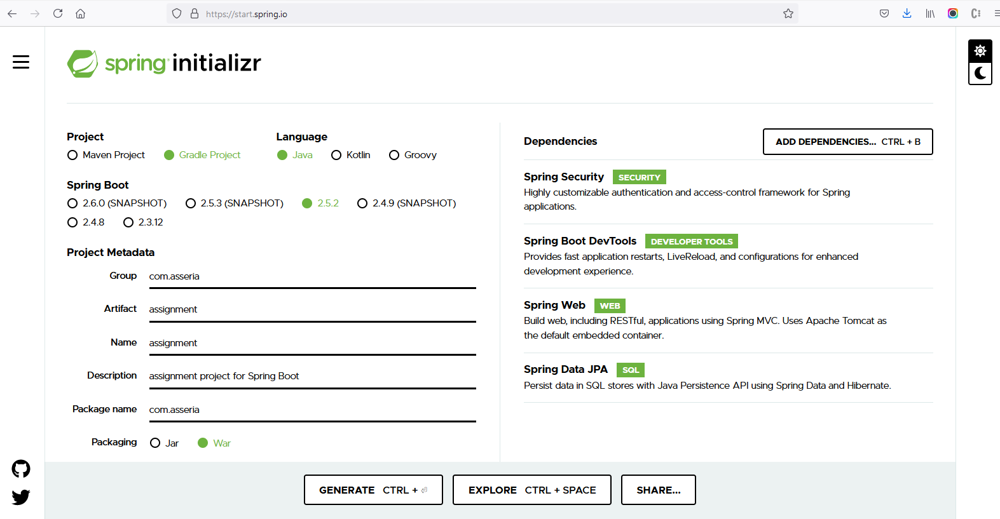 https://start.spring.io
spring initializr
Project
Maven Project Gradle Project
Language
Java Kotlin Groovy
Spring Boot
2.6.0 (SNAPSHOT) 2.5.3 (SNAPSHOT) 2.5.2 2.4.9 (SNAPSHOT)
2.4.8 2.3.12
Project Metadata
Group com.asseria
Artifact assignment
Name assignment
Description assignment project for Spring Boot
Package name com.asseria
Packaging Jar War
Dependencies
ADD DEPENDENCIES... CTRL + B
Spring Security SECURITY
Highly customizable authentication and access-control framework for Spring
applications.
Spring Boot DevTools DEVELOPER TOOLS
Provides fast application restarts, LiveReload, and configurations for enhanced
development experience.
Spring Web WEB
Build web, including RESTful, applications using Spring MVC. Uses Apache Tomcat as
the default embedded container.
Spring Data JPA SQL
Persist data in SQL stores with Java Persistence API using Spring Data and Hibernate.
GENERATE CTRL + ⏎
EXPLORE CTRL + SPACE
SHARE...